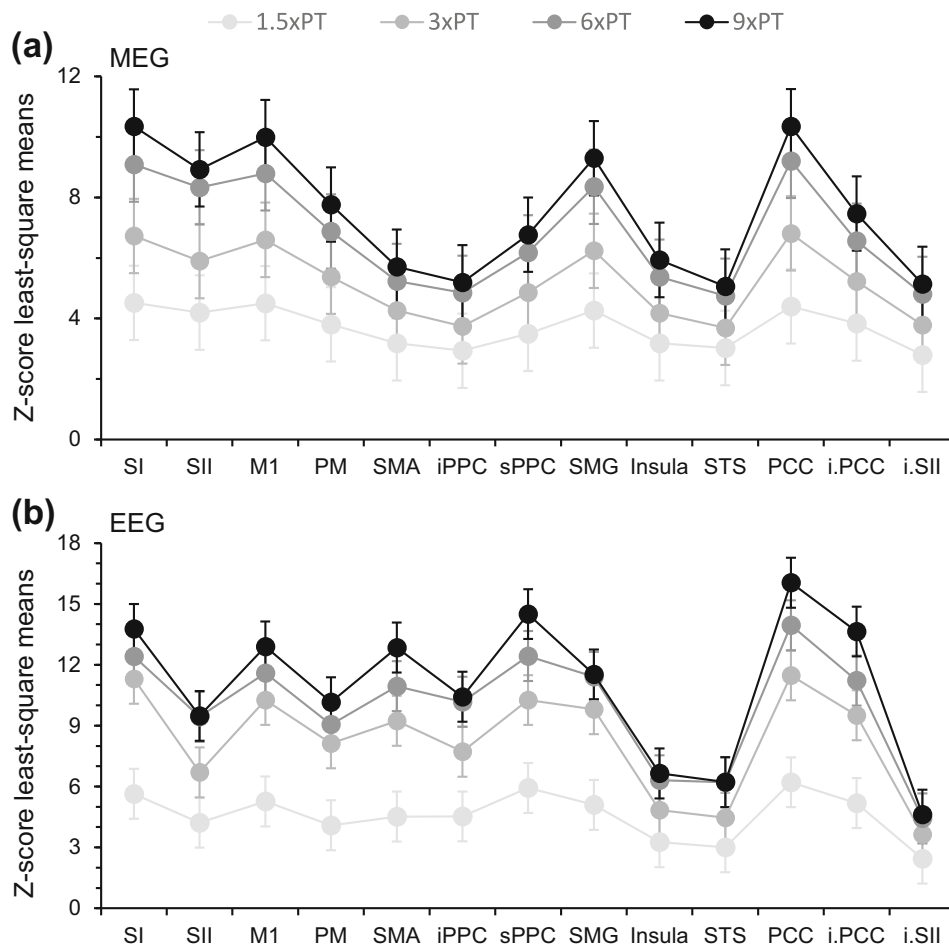 1.5xPT 3xPT 6xPT 9xPT
(a)
MEG
Z-score least-square means
12
8
4
0
SI SII M1 PM SMA iPPC sPPC SMG Insula STS PCC i.PCC i.SII
(b)
EEG
Z-score least-square means
18
15
12
9
6
3
0
SI SII M1 PM SMA iPPC sPPC SMG Insula STS PCC i.PCC i.SII